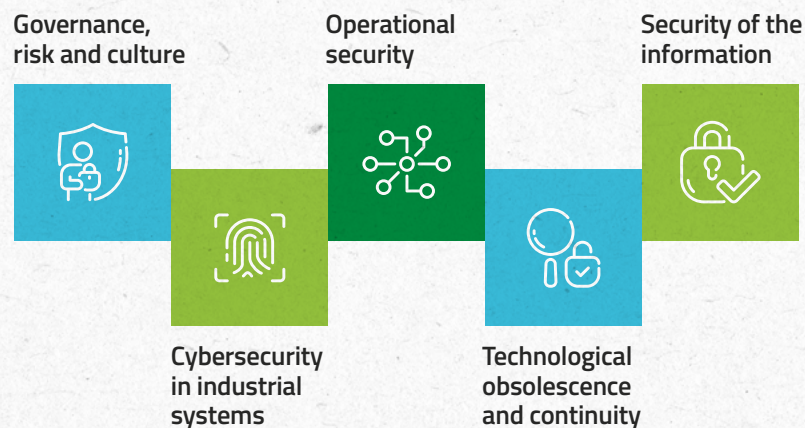 Governance,
risk and culture
Operational
security
Security of the
information
Cybersecurity
in industrial
systems
Technological
obsolescence
and continuity